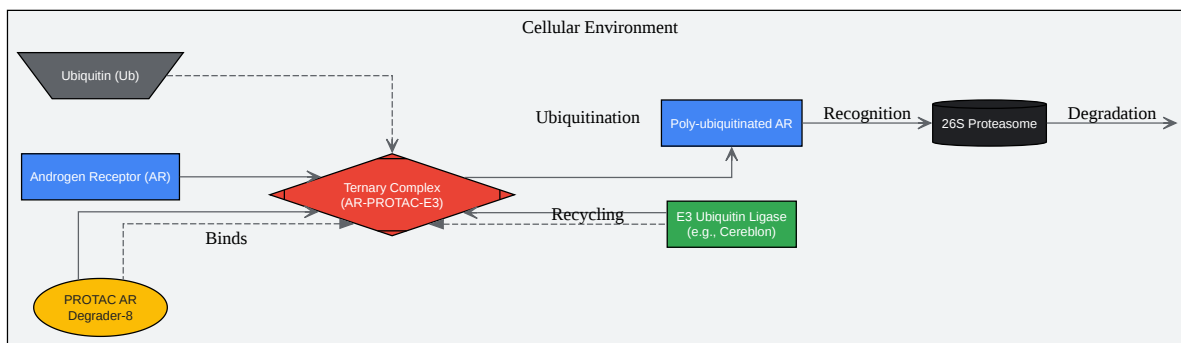 Cellular Environment
Ubiquitin (Ub)
Ubiquitination
Poly-ubiquitinated AR
Recognition
26S Proteasome
Degradation
Androgen Receptor (AR)
Ternary Complex
(AR-PROTAC-E3)
Recycling
E3 Ubiquitin Ligase
(e.g., Cereblon)
Binds
PROTAC AR
Degrader-8